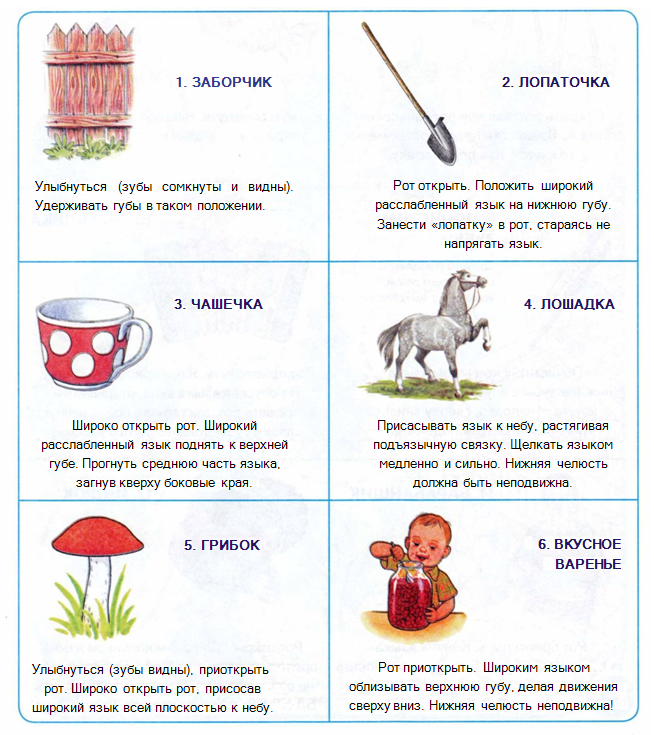 1. ЗАБОРЧИК
Улыбнуться (зубы сомкнуты и видны).
Удерживать губы в таком положении.
2. ЛОПАТОЧКА
Рот открыть. Положить широкий
расслабленный язык на нижнюю губу.
Занести «лопатку» в рот, стараясь не
напрягать язык.
3. ЧАШЕЧКА
Широко открыть рот. Широкий
расслабленный язык поднять к верхней
губе. Прогнуть среднюю часть языка,
загнув кверху боковые края.
4. ЛОШАДКА
Присасывать язык к небу, растягивая
подъязычную связку. Щелкать языком
медленно и сильно. Нижняя челюсть
должна быть неподвижна.
5. ГРИБОК
Улыбнуться (зубы видны), приоткрыть
рот. Широко открыть рот, присосав
широкий язык всей плоскостью к небу.
6. ВКУСНОЕ
ВАРЕНЬЕ
Рот приоткрыт. Широким языком
облизывать верхнюю губу, делая движения
сверху вниз. Нижняя челюсть неподвижна!